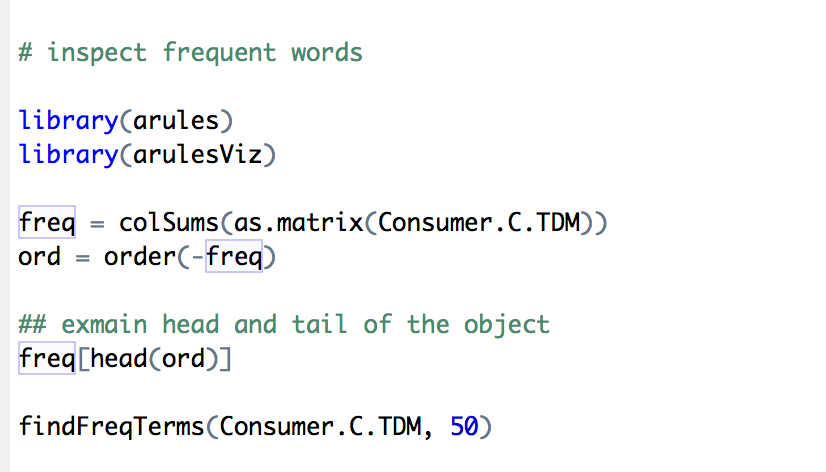 # inspect frequent words
library(arules)
library(arulesViz)
freq = colSums(as.matrix(Consumer.C.TDM))
ord = order(-freq)
## exmain head and tail of the object
freq[head(ord)]
findFreqTerms(Consumer.C.TDM, 50)